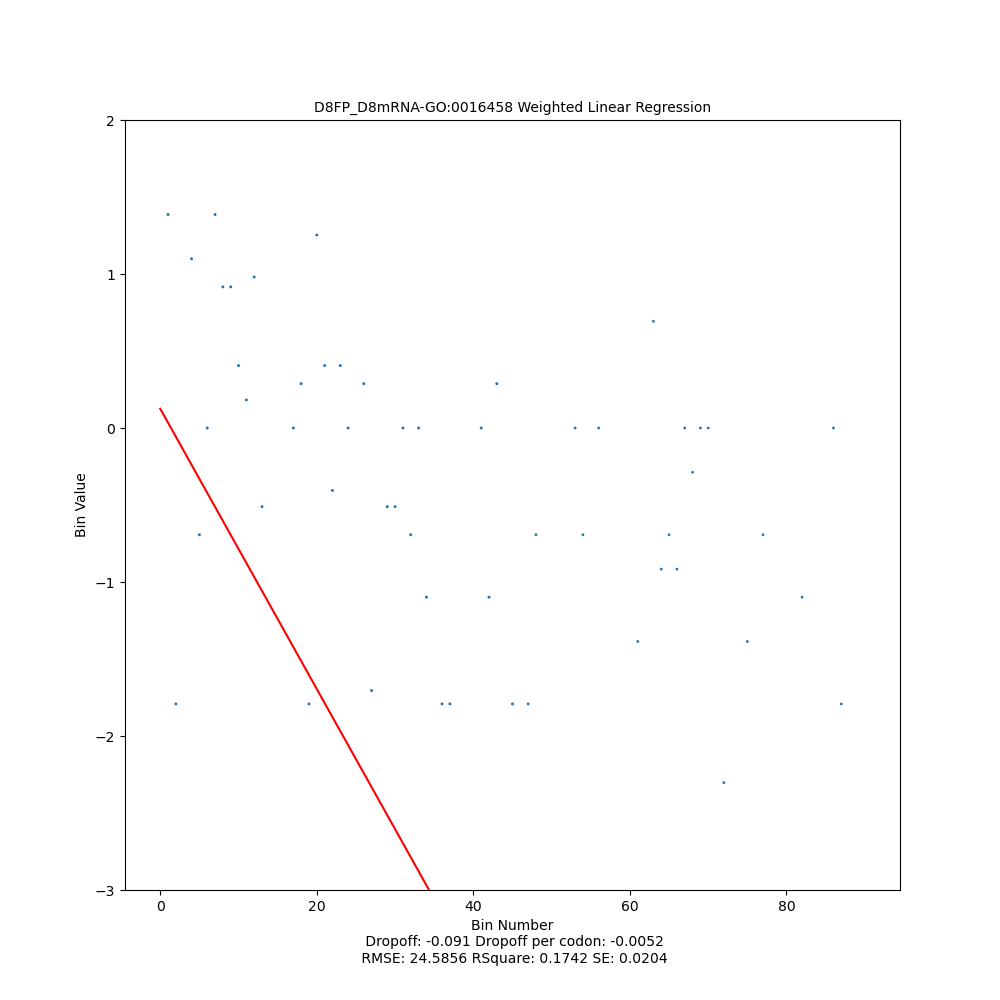 D8FP_D8mRNA-GO:0016458 Weighted Linear Regression
2
1
0
−1
−2
−3
Bin Value
0 20 40 60 80
Bin Number
Dropoff: -0.091 Dropoff per codon: -0.0052
RMSE: 24.5856 RSquare: 0.1742 SE: 0.0204